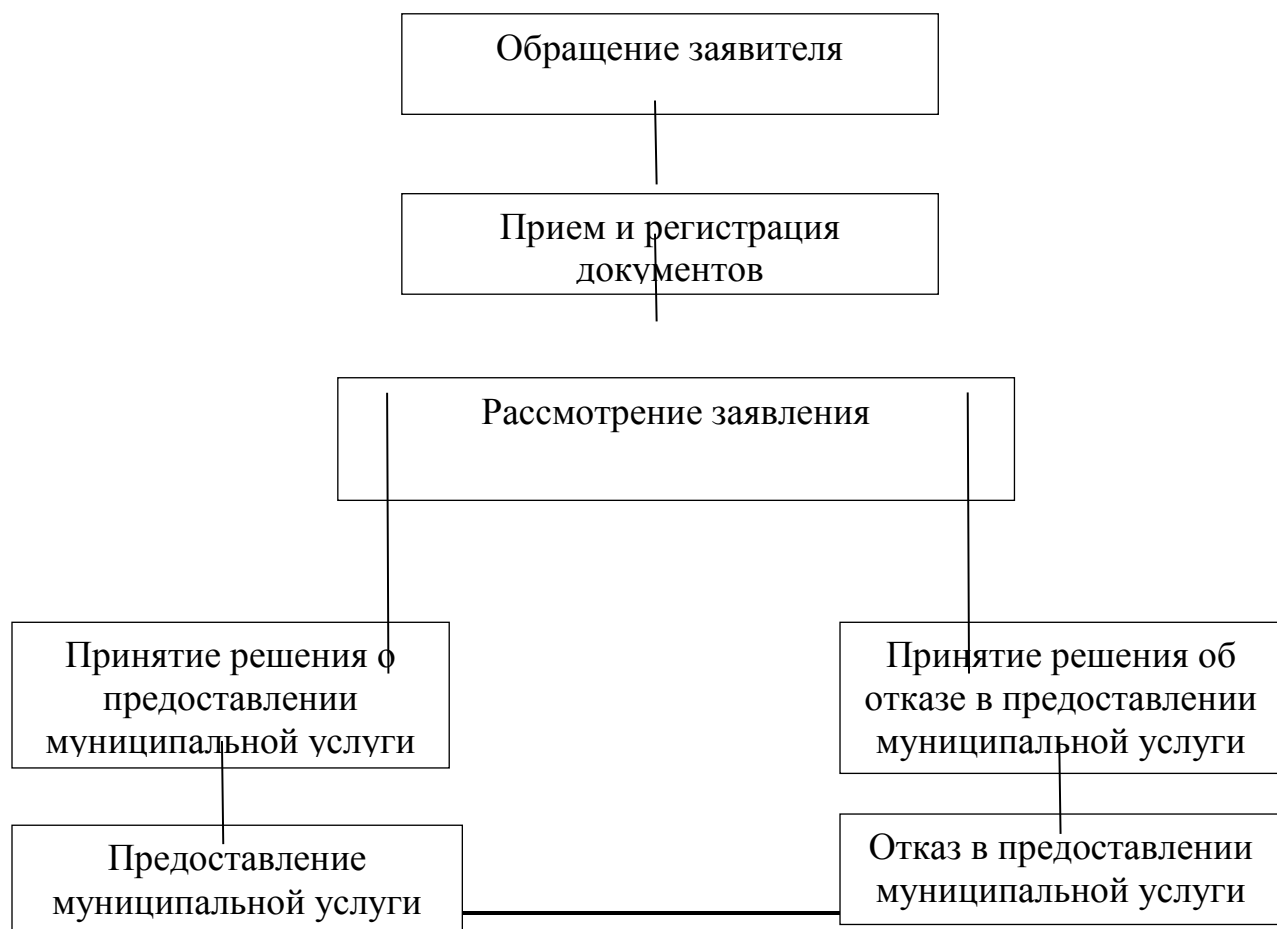 Обращение заявителя
Прием и регистрация
документов
Рассмотрение заявления
Принятие решения о
предоставлении
муниципальной услуги
Принятие решения об
отказе в предоставлении
муниципальной услуги
Предоставление
муниципальной услуги
Отказ в предоставлении
муниципальной услуги